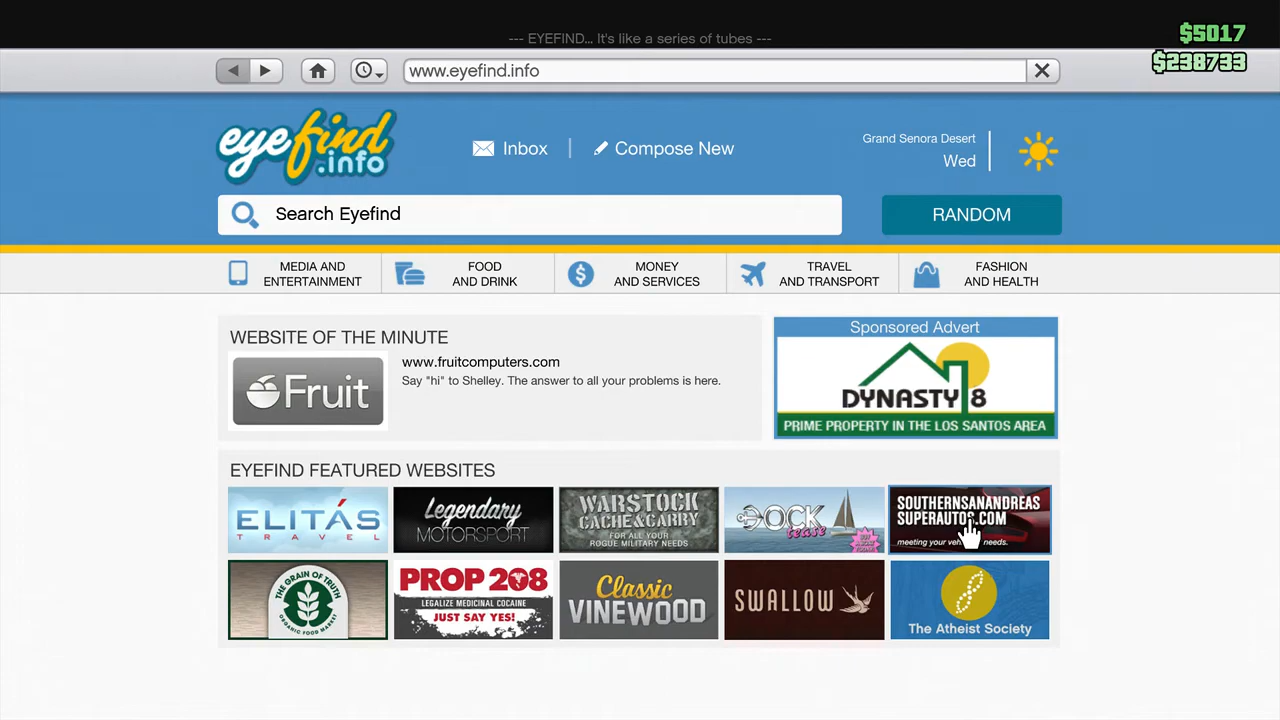 --- EYEFIND... It's like a series of tubes ---
$5017
$238733
www.eyefind.info
eyefind
.info
Inbox
Compose New
Grand Senora Desert
Wed
Search Eyefind
RANDOM
MEDIA AND
ENTERTAINMENT
FOOD
AND DRINK
MONEY
AND SERVICES
TRAVEL
AND TRANSPORT
FASHION
AND HEALTH
WEBSITE OF THE MINUTE
Fruit
www.fruitcomputers.com
Say "hi" to Shelley. The answer to all your problems is here.
Sponsored Advert
DYNASTY 8
PRIME PROPERTY IN THE LOS SANTOS AREA
EYEFIND FEATURED WEBSITES
ELITÁS
TRAVEL
Legendary
MOTORSPORT
WARSTOCK
CACHE & CARRY
FOR ALL YOUR
ROGUE MILITARY NEEDS
DOCK
tease
SOUTHERNSANANDREAS
SUPERAUTOS.COM
meeting your needs.
THE GRAIN OF TRUTH
ORGANIC FOOD MARKET
PROP 208
LEGALIZE MEDICINAL COCAINE
JUST SAY YES!
Classic
VINEWOOD
SWALLOW
The Atheist Society